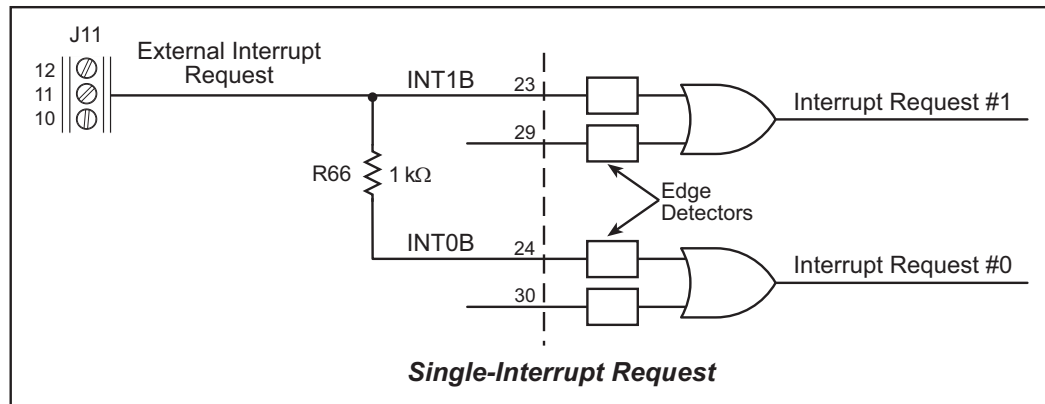 J11
12
11
10
External Interrupt
Request
INT1B
23
29
Interrupt Request #1
R66
1 kΩ
Edge
Detectors
INT0B
24
30
Interrupt Request #0
Single-Interrupt Request